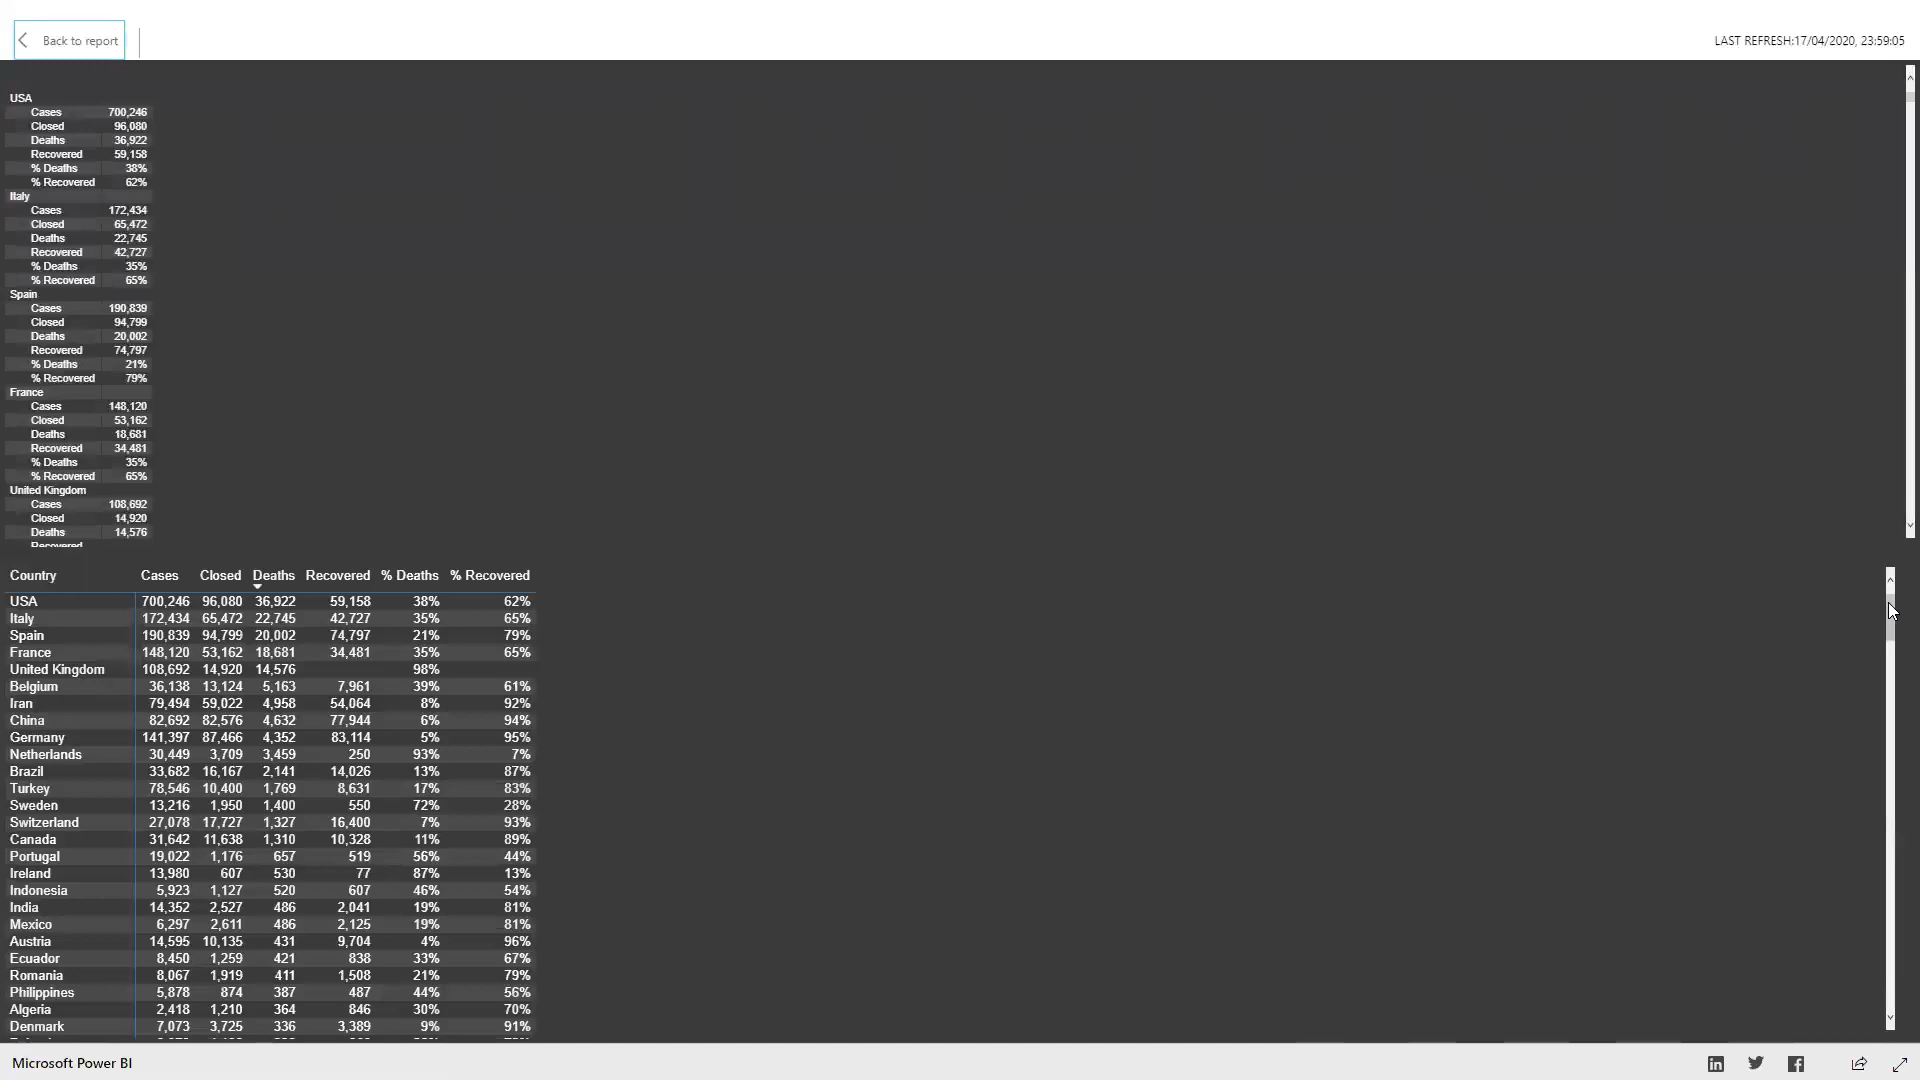 Back to report
LAST REFRESH:17/04/2020, 23:59:05
USA
Cases 700,246
Closed 96,080
Deaths 36,922
Recovered 59,158
% Deaths 38%
% Recovered 62%
Italy
Cases 172,434
Closed 65,472
Deaths 22,745
Recovered 42,727
% Deaths 35%
% Recovered 65%
Spain
Cases 190,839
Closed 94,799
Deaths 20,002
Recovered 74,797
% Deaths 21%
% Recovered 79%
France
Cases 148,120
Closed 53,162
Deaths 18,681
Recovered 34,481
% Deaths 35%
% Recovered 65%
United Kingdom
Cases 108,692
Closed 14,920
Deaths 14,576
Recovered
Country Cases Closed Deaths Recovered % Deaths % Recovered
USA 700,246 96,080 36,922 59,158 38% 62%
Italy 172,434 65,472 22,745 42,727 35% 65%
Spain 190,839 94,799 20,002 74,797 21% 79%
France 148,120 53,162 18,681 34,481 35% 65%
United Kingdom 108,692 14,920 14,576 98%
Belgium 36,138 13,124 5,163 7,961 39% 61%
Iran 79,494 59,022 4,958 54,064 8% 92%
China 82,692 82,576 4,632 77,944 6% 94%
Germany 141,397 87,466 4,352 83,114 5% 95%
Netherlands 30,449 3,709 3,459 250 93% 7%
Brazil 33,682 16,167 2,141 14,026 13% 87%
Turkey 78,546 10,400 1,769 8,631 17% 83%
Sweden 13,216 1,950 1,400 550 72% 28%
Switzerland 27,078 17,727 1,327 16,400 7% 93%
Canada 31,642 11,638 1,310 10,328 11% 89%
Portugal 19,022 1,176 657 519 56% 44%
Ireland 13,980 607 530 77 87% 13%
Indonesia 5,923 1,127 520 607 46% 54%
India 14,352 2,527 486 2,041 19% 81%
Mexico 6,297 2,611 486 2,125 19% 81%
Austria 14,595 10,135 431 9,704 4% 96%
Ecuador 8,450 1,259 421 838 33% 67%
Romania 8,067 1,919 411 1,508 21% 79%
Philippines 5,878 874 387 487 44% 56%
Algeria 2,418 1,210 364 846 30% 70%
Denmark 7,073 3,725 336 3,389 9% 91%
Microsoft Power BI